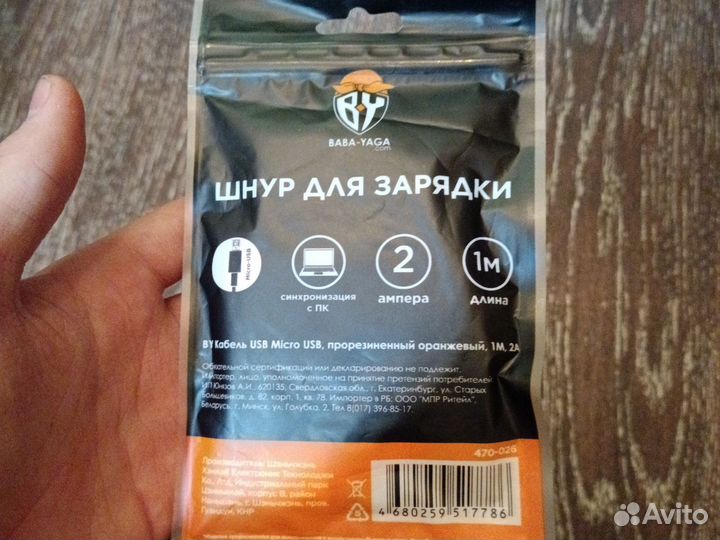 BY
BABA-YAGA
.com
ШНУР ДЛЯ ЗАРЯДКИ
Micro-USB
синхронизация
с ПК
2
ампера
1м
длина
BY Кабель USB Micro USB, прорезиненный оранжевый, 1М, 2А
Обязательной сертификации или декларированию не подлежит.
Импортер, лицо, уполномоченное на принятие претензий потребителей:
ИП Юнзов А.И., 620135, Свердловская обл., г. Екатеринбург, ул. Старых
Большевиков, д. 82, корп. 1, кв. 78. Импортер в РБ: ООО "МПР Ритейл",
Беларусь, г. Минск, ул. Голубка, 2. Тел 8(017) 396-85-17.
470-026
Производитель: Шэньчжэнь
Электроник Технолоджи
Ко., Лтд, Индустриальный парк
корпус В, район
г. Шэньчжэнь, пров.
Гуандун, КНР
4 680259 517786
Avito